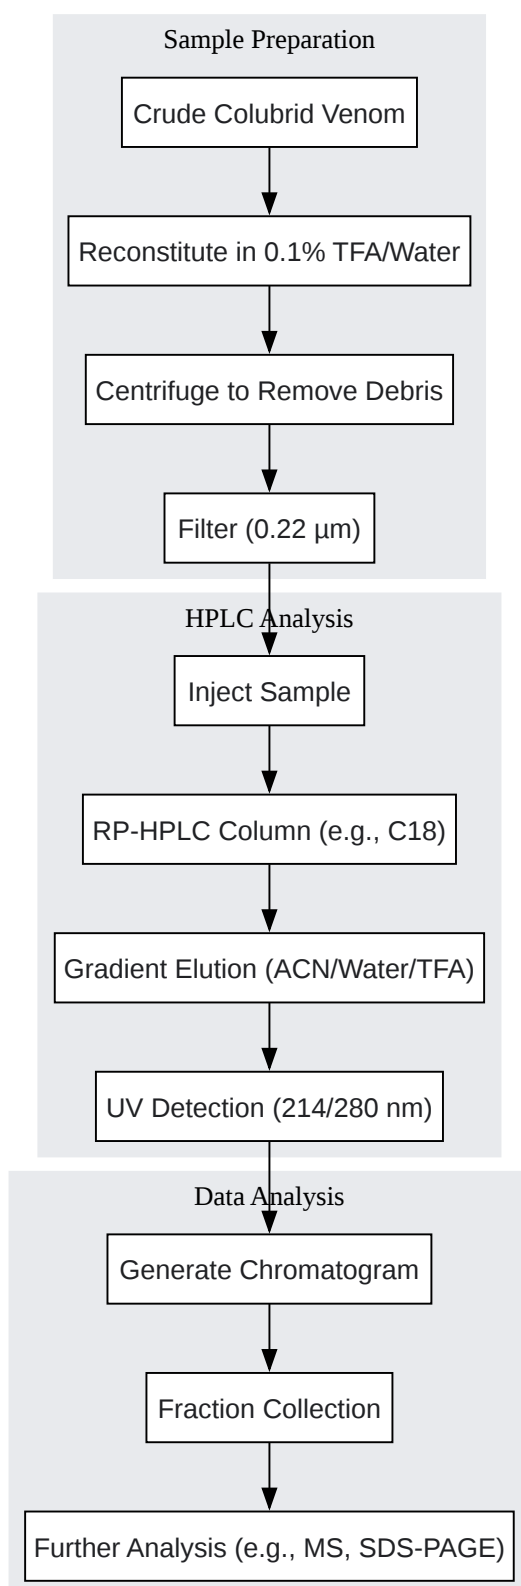 Sample Preparation
Crude Colubrid Venom
Reconstitute in 0.1% TFA/Water
Centrifuge to Remove Debris
Filter (0.22 µm)
HPLC Analysis
Inject Sample
RP-HPLC Column (e.g., C18)
Gradient Elution (ACN/Water/TFA)
UV Detection (214/280 nm)
Data Analysis
Generate Chromatogram
Fraction Collection
Further Analysis (e.g., MS, SDS-PAGE)